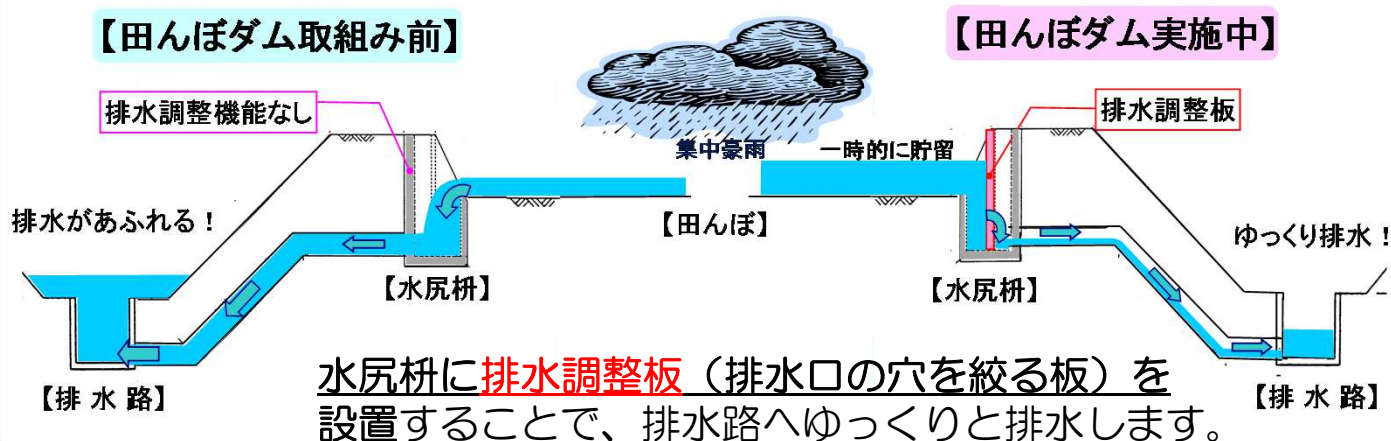 【田んぼダム取組み前】
【田んぼダム実施中】
排水調整機能なし
排水調整板
集中豪雨
一時的に貯留
排水があふれる！
【田んぼ】
ゆっくり排水！
【水尻枡】
【水尻枡】
【排 水 路】
【排 水 路】
水尻枡に排水調整板（排水口の穴を絞る板）を
設置することで、排水路へゆっくりと排水します。